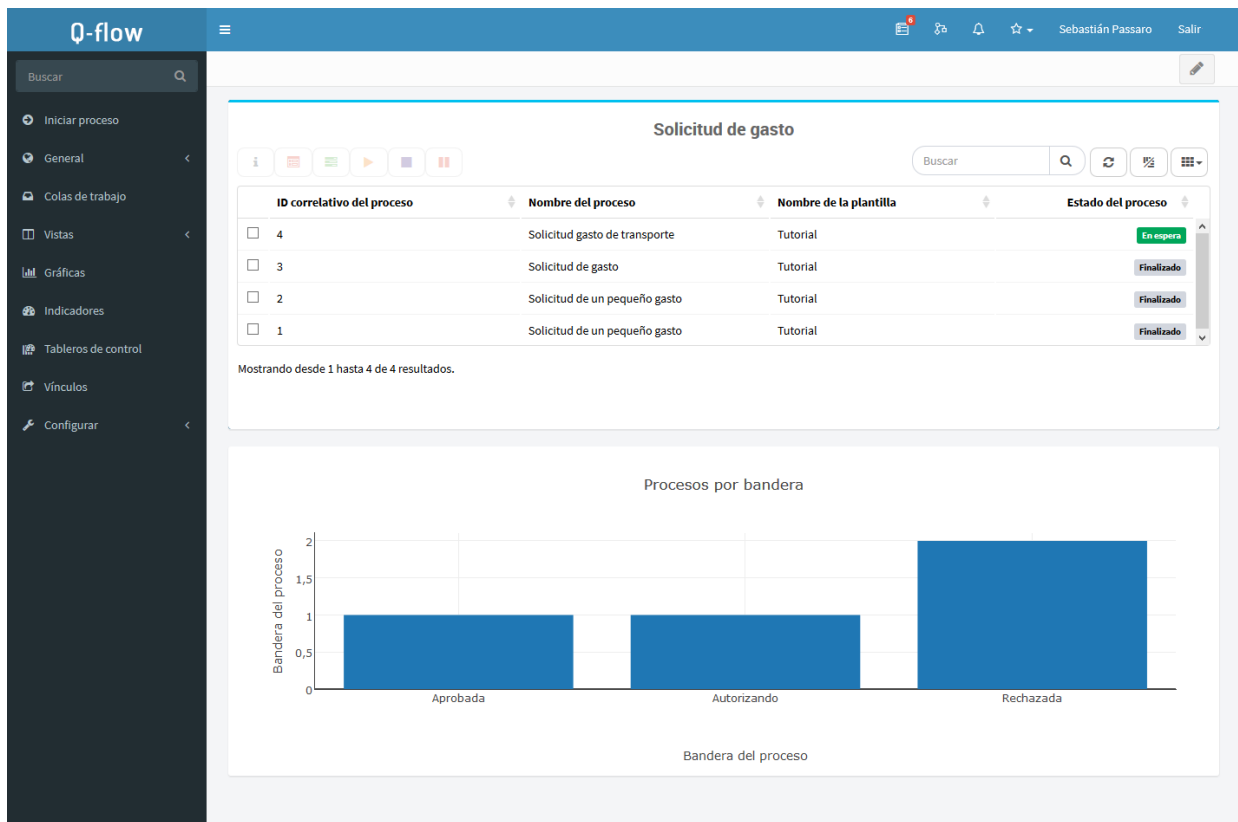 Q-flow
6
Sebastián Passaro
Salir
Buscar
Iniciar proceso
General
Colas de trabajo
Vistas
Gráficas
Indicadores
Tableros de control
Vínculos
Configurar
Solicitud de gasto
Buscar
ID correlativo del proceso Nombre del proceso Nombre de la plantilla Estado del proceso
4 Solicitud gasto de transporte Tutorial En espera
3 Solicitud de gasto Tutorial Finalizado
2 Solicitud de un pequeño gasto Tutorial Finalizado
1 Solicitud de un pequeño gasto Tutorial Finalizado
Mostrando desde 1 hasta 4 de 4 resultados.
Procesos por bandera
Bandera del proceso
2
1,5
1
0,5
0
Aprobada Autorizando Rechazada
Bandera del proceso